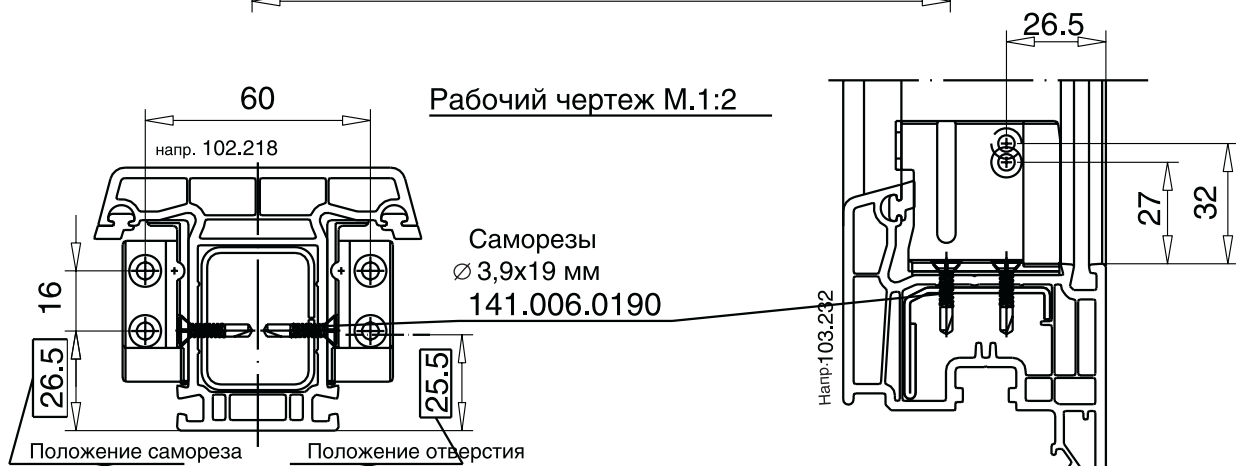 26.5
60
Рабочий чертеж М.1:2
напр. 102.218
27
32
Саморезы
∅ 3,9x19 мм
141.006.0190
16
Напр.103.232
26.5
25.5
Положение самореза
Положение отверстия